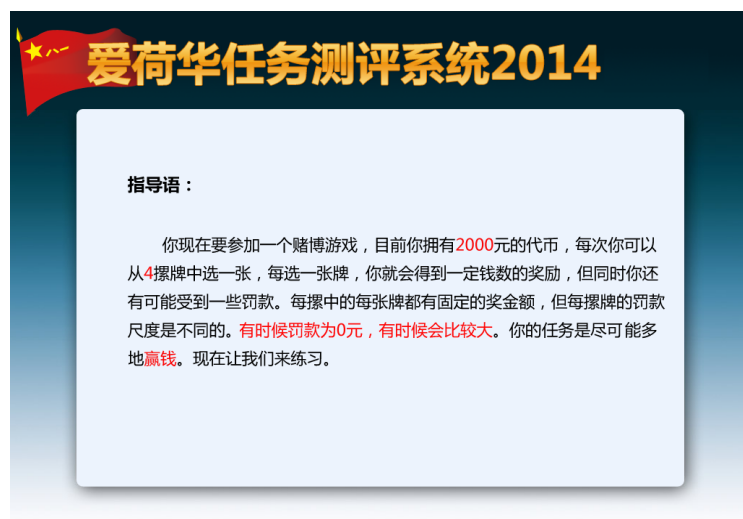 八一
爱荷华任务测评系统2014
指导语：
你现在要参加一个赌博游戏，目前你拥有2000元的代币，每次你可以
从4摞牌中选一张，每选一张牌，你就会得到一定钱数的奖励，但同时你还
有可能受到一些罚款。每摞中的每张牌都有固定的奖金额，但每摞牌的罚款
尺度是不同的。有时候罚款为0元，有时候会比较大。你的任务是尽可能多
地赢钱。现在让我们来练习。